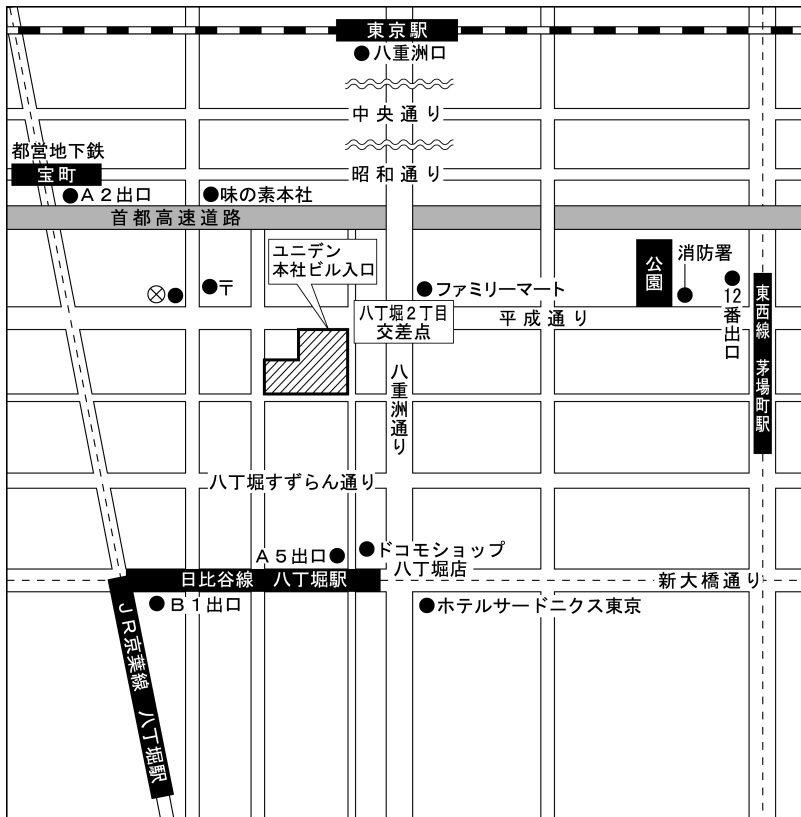 東京駅
八重洲口
中央通り
都営地下鉄
宝町
昭和通り
A2出口
味の素本社
首都高速道路
ユニデン
本社ビル入口
公園
消防署
〒
ファミリーマート
12番出口
八丁堀2丁目
交差点
平成通り
東西線 茅場町駅
八重洲通り
八丁堀すずらん通り
A5出口
ドコモショップ
八丁堀店
日比谷線 八丁堀駅
新大橋通り
B1出口
ホテルサードニクス東京
JR京葉線 八丁堀駅